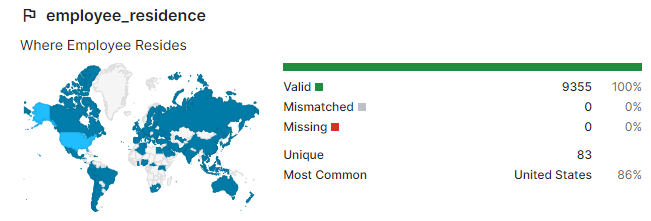 employee_residence
Where Employee Resides
Valid 9355 100%
Mismatched 0 0%
Missing 0 0%
Unique 83
Most Common United States 86%